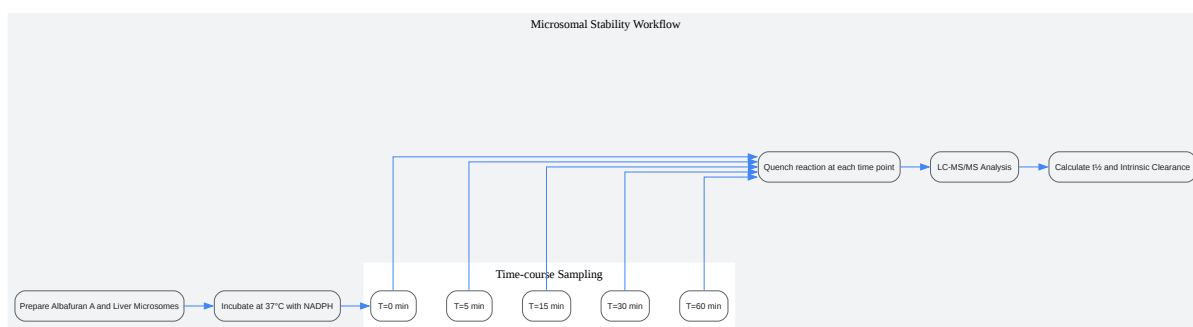 Microsomal Stability Workflow
Quench reaction at each time point
LC-MS/MS Analysis
Calculate t½ and Intrinsic Clearance
Time-course Sampling
Prepare Albafuran A and Liver Microsomes
Incubate at 37°C with NADPH
T=0 min
T=5 min
T=15 min
T=30 min
T=60 min